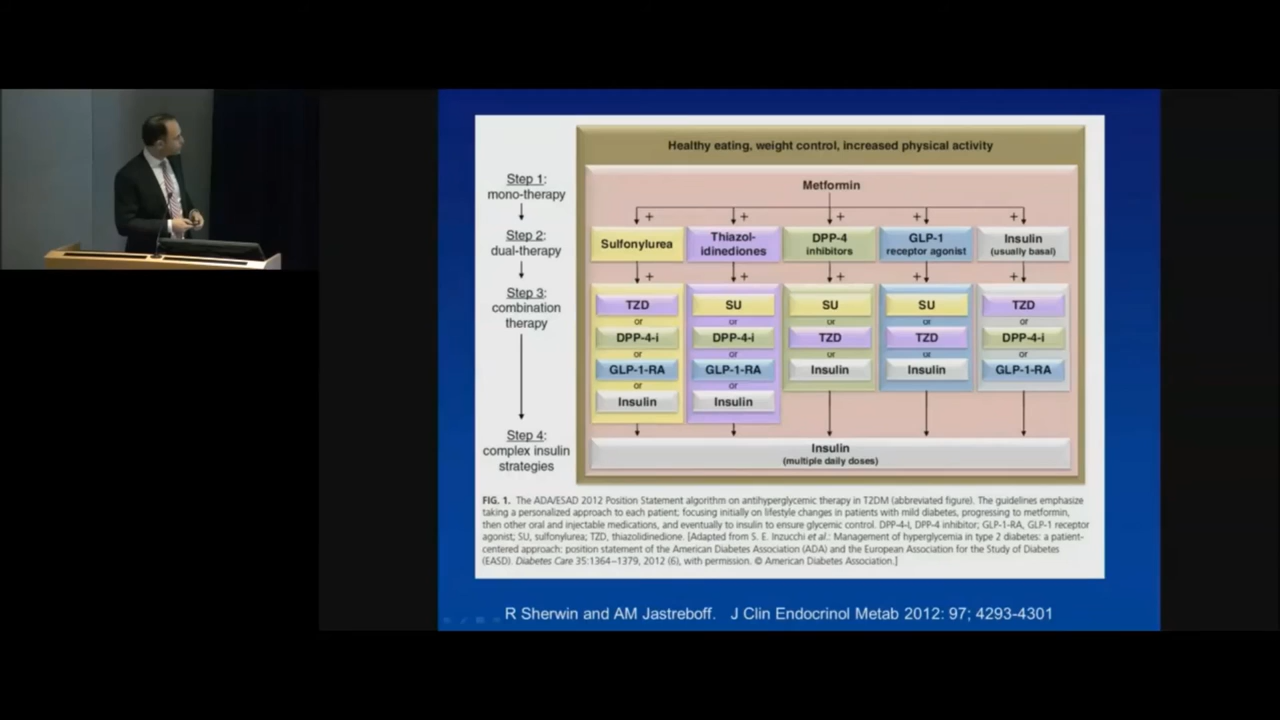 Healthy eating, weight control, increased physical activity
Step 1:
mono-therapy
Metformin
+ + + + +
Step 2:
dual-therapy
Sulfonylurea
Thiazol-
idinediones
DPP-4
inhibitors
GLP-1
receptor agonist
Insulin
(usually basal)
+ + + + +
Step 3:
combination
therapy
TZD
or
DPP-4-i
or
GLP-1-RA
or
Insulin
SU
or
DPP-4-i
or
GLP-1-RA
or
Insulin
SU
or
TZD
or
Insulin
SU
or
TZD
or
Insulin
TZD
or
DPP-4-i
or
GLP-1-RA
Step 4:
complex insulin
strategies
Insulin
(multiple daily doses)
FIG. 1. The ADA/ESAD 2012 Position Statement algorithm on antihyperglycemic therapy in T2DM (abbreviated figure). The guidelines emphasize
taking a personalized approach to each patient; focusing initially on lifestyle changes in patients with mild diabetes, progressing to metformin,
then other oral and injectable medications, and eventually to insulin to ensure glycemic control. DPP-4-I, DPP-4 inhibitor; GLP-1-RA, GLP-1 receptor
agonist; SU, sulfonylurea; TZD, thiazolidinedione. [Adapted from S. E. Inzucchi et al.: Management of hyperglycemia in type 2 diabetes: a patient-
centered approach: position statement of the American Diabetes Association (ADA) and the European Association for the Study of Diabetes
(EASD). Diabetes Care 35:1364–1379, 2012 (6), with permission. © American Diabetes Association.]
R Sherwin and AM Jastreboff. J Clin Endocrinol Metab 2012: 97; 4293-4301